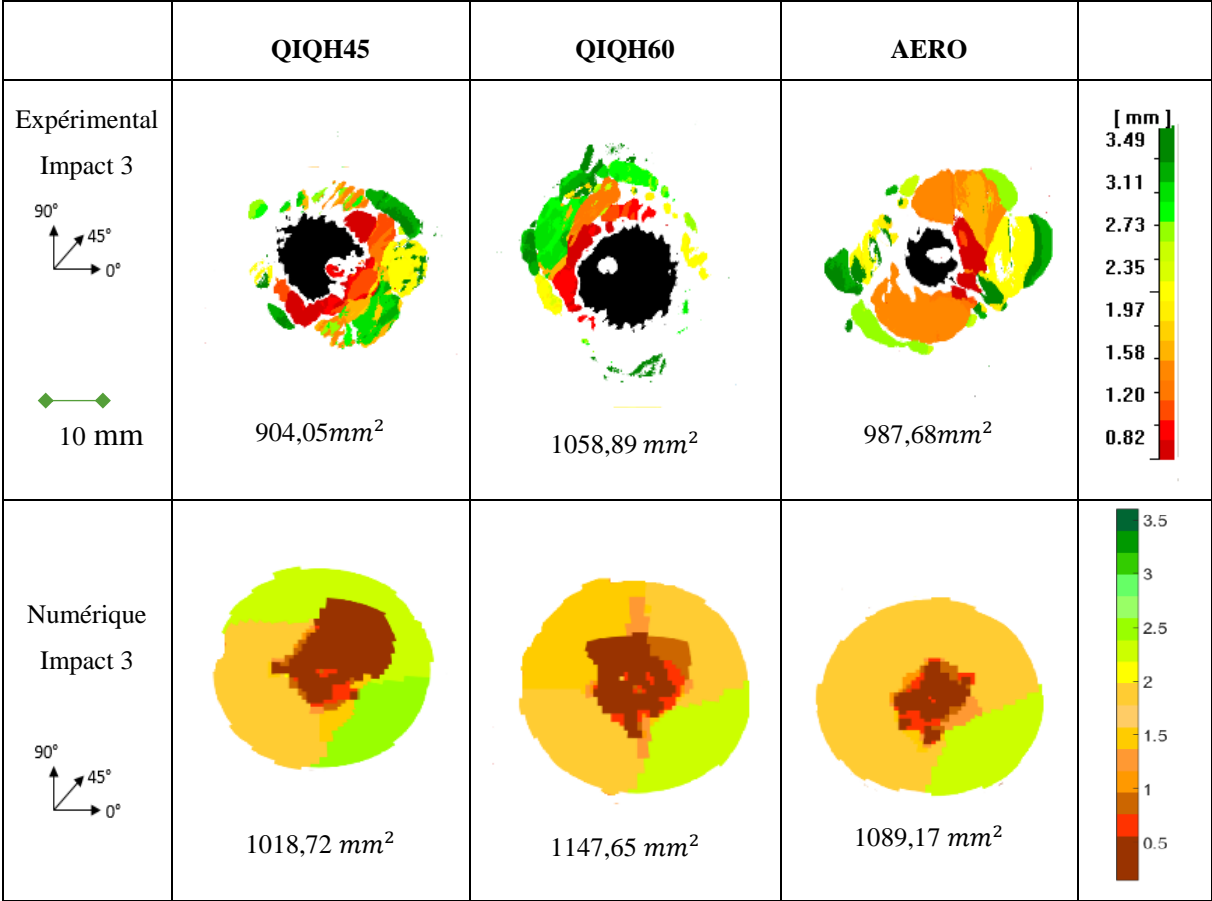 QIQH45 QIQH60 AERO
Expérimental
Impact 3
90°
45°
0°
10 mm
904,05mm²
1058,89 mm²
987,68mm²
[ mm ]
3.49
3.11
2.73
2.35
1.97
1.58
1.20
0.82
Numérique
Impact 3
90°
45°
0°
1018,72 mm²
1147,65 mm²
1089,17 mm²
3.5
3
2.5
2
1.5
1
0.5